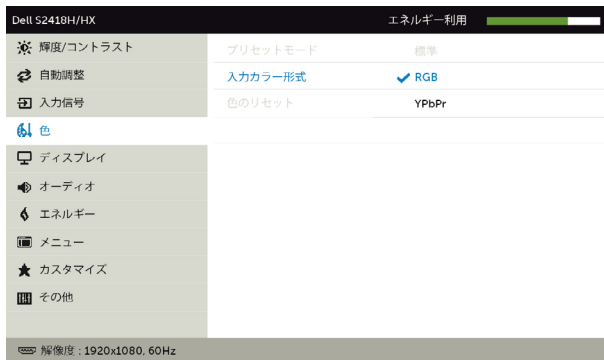 Dell S2418H/HX エネルギー利用
輝度/コントラスト
自動調整
入力信号
色
ディスプレイ
オーディオ
エネルギー
メニュー
カスタマイズ
その他
プリセットモード 標準
入力カラー形式 RGB
色のリセット YPbPr
解像度 : 1920x1080, 60Hz